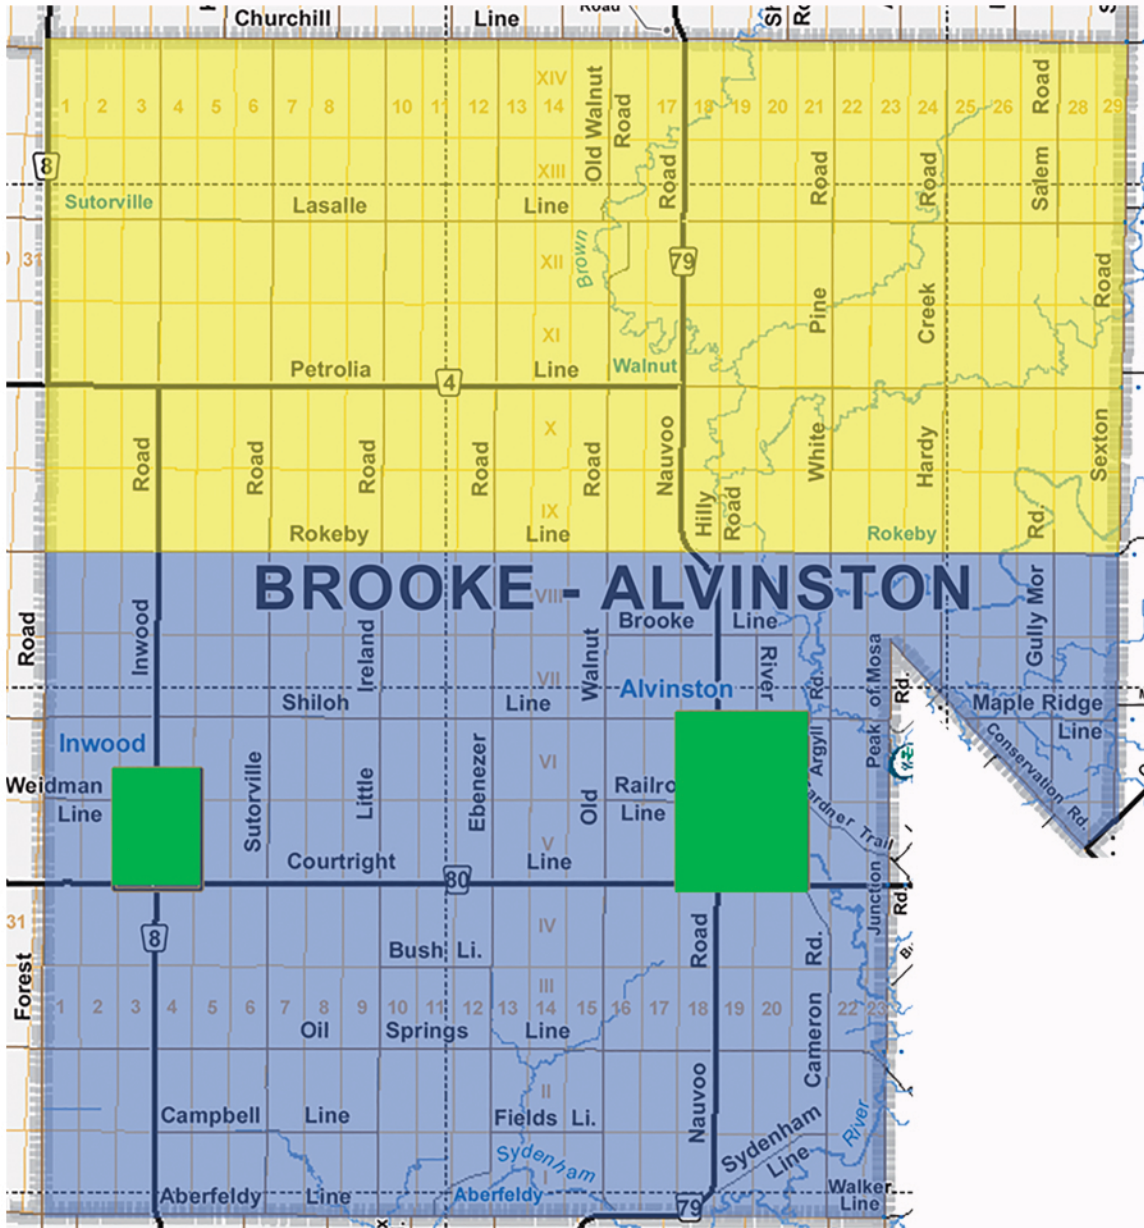 Road
Churchill Line
XIV
1 2 3 4 5 6 7 8 10 11 12 13 14 17 18 19 20 21 22 23 24 25 26 28 29
Old Walnut
Road
Road
Salem
Road
Road
Road
8
XIII
Sutorville
Lasalle Line
31
Brown
XII
79
Pine
Creek
Road
XI
Petrolia Line
Walnut
4
X
Road
Road
Road
Road
Road
Nauvoo
White
Hardy
Sexton
IX
Hilly
Road
Rd.
Rokeby Line
Rokeby
BROOKE - ALVINSTON
VIII
Brooke Line
Road
Inwood
Ireland
Walnut
River
Rd.
Peak of Mosa
Rd.
Gully Mor
VII
Alvinston
Shiloh Line
Maple Ridge
Line
Inwood
Conservation Rd.
Argyll
VI
Weidman
Line
Sutorville
Little
Ebenezer
Old
Railro
Line
ardner Trail
V
Courtright Line
80
Junction
Rd.
31
IV
8
Bush Li.
Road
Rd.
Forest
III
1 2 3 4 5 6 7 8 10 11 12 13 14 15 16 17 18 19 20 22 23
Oil Springs Line
Cameron
II
Nauvoo
Campbell Line
Fields Li.
Sydenham
Line
River
Sydenham
I
Aberfeldy Line
Aberfeldy
79
Walker
Line